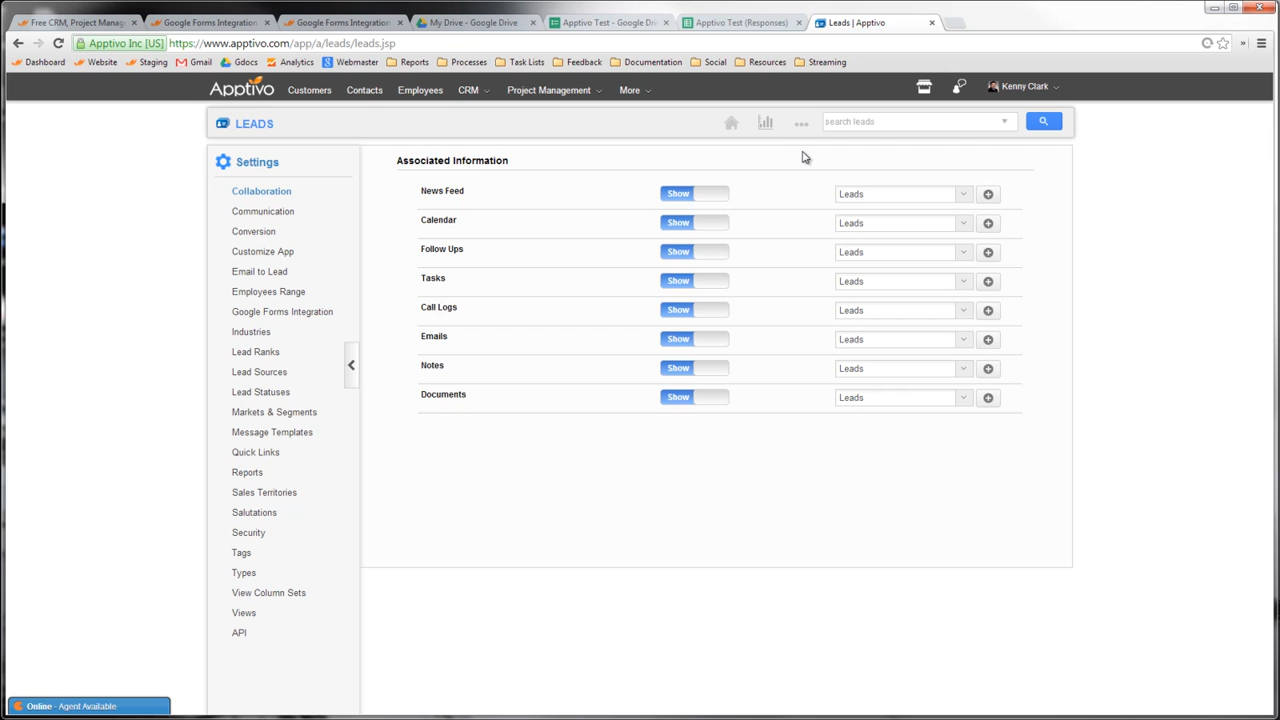 Free CRM, Project Manag
Google Forms Integration
Google Forms Integration
My Drive - Google Drive
Apptivo Test - Google Dri
Apptivo Test (Responses)
Leads | Apptivo
Apptivo Inc [US]
https://www.apptivo.com/app/a/leads/leads.jsp
Dashboard
Website
Staging
Gmail
Gdocs
Analytics
Webmaster
Reports
Processes
Task Lists
Feedback
Documentation
Social
Resources
Streaming
Apptivo
Customers
Contacts
Employees
CRM
Project Management
More
Kenny Clark
LEADS
search leads
Settings
Collaboration
Communication
Conversion
Customize App
Email to Lead
Employees Range
Google Forms Integration
Industries
Lead Ranks
Lead Sources
Lead Statuses
Markets & Segments
Message Templates
Quick Links
Reports
Sales Territories
Salutations
Security
Tags
Types
View Column Sets
Views
API
Associated Information
News Feed Show Leads
Calendar Show Leads
Follow Ups Show Leads
Tasks Show Leads
Call Logs Show Leads
Emails Show Leads
Notes Show Leads
Documents Show Leads
Online - Agent Available